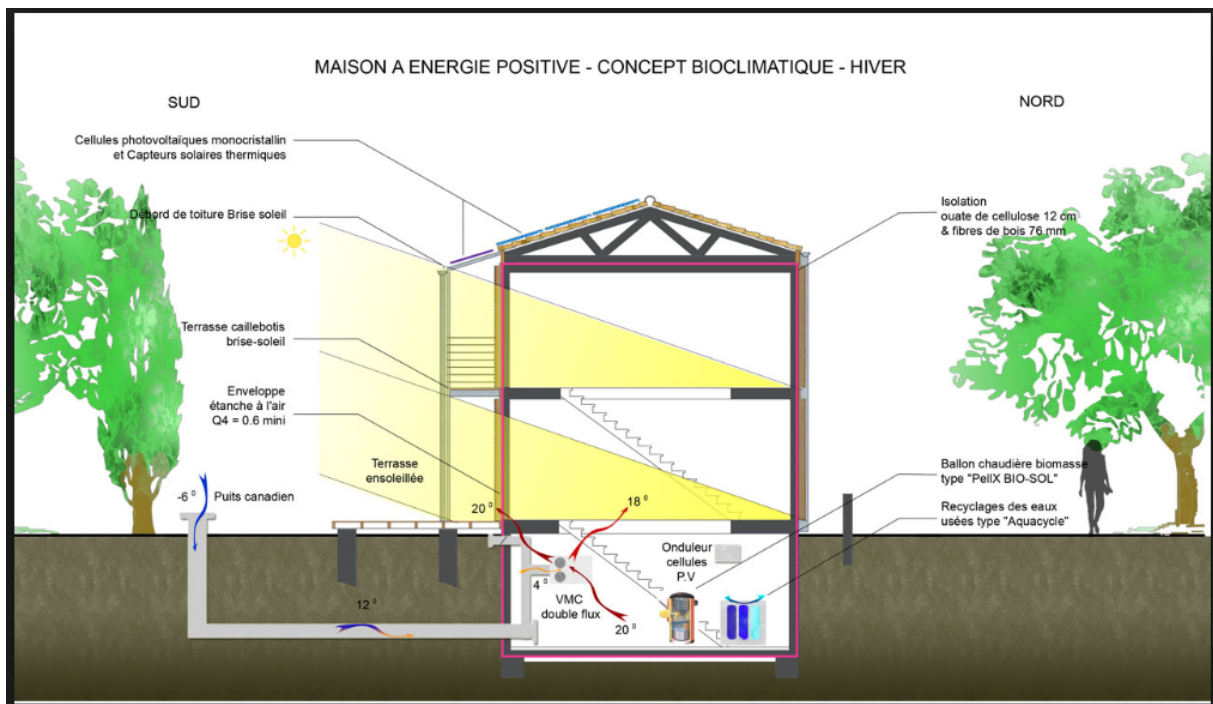 MAISON A ENERGIE POSITIVE - CONCEPT BIOCLIMATIQUE - HIVER
SUD
NORD
Cellules photovoltaïques monocristallin
et Capteurs solaires thermiques
Débord de toiture Brise soleil
Isolation
ouate de cellulose 12 cm
& fibres de bois 76 mm
Terrasse caillebotis
brise-soleil
Enveloppe
étanche à l'air
Q4 = 0.6 mini
Terrasse
ensoleillée
Ballon chaudière biomasse
type "PellX BIO-SOL"
Recyclages des eaux
usées type "Aquacycle"
-6°
Puits canadien
20°
18°
Onduleur
cellules
P.V
4°
VMC
double flux
12°
20°